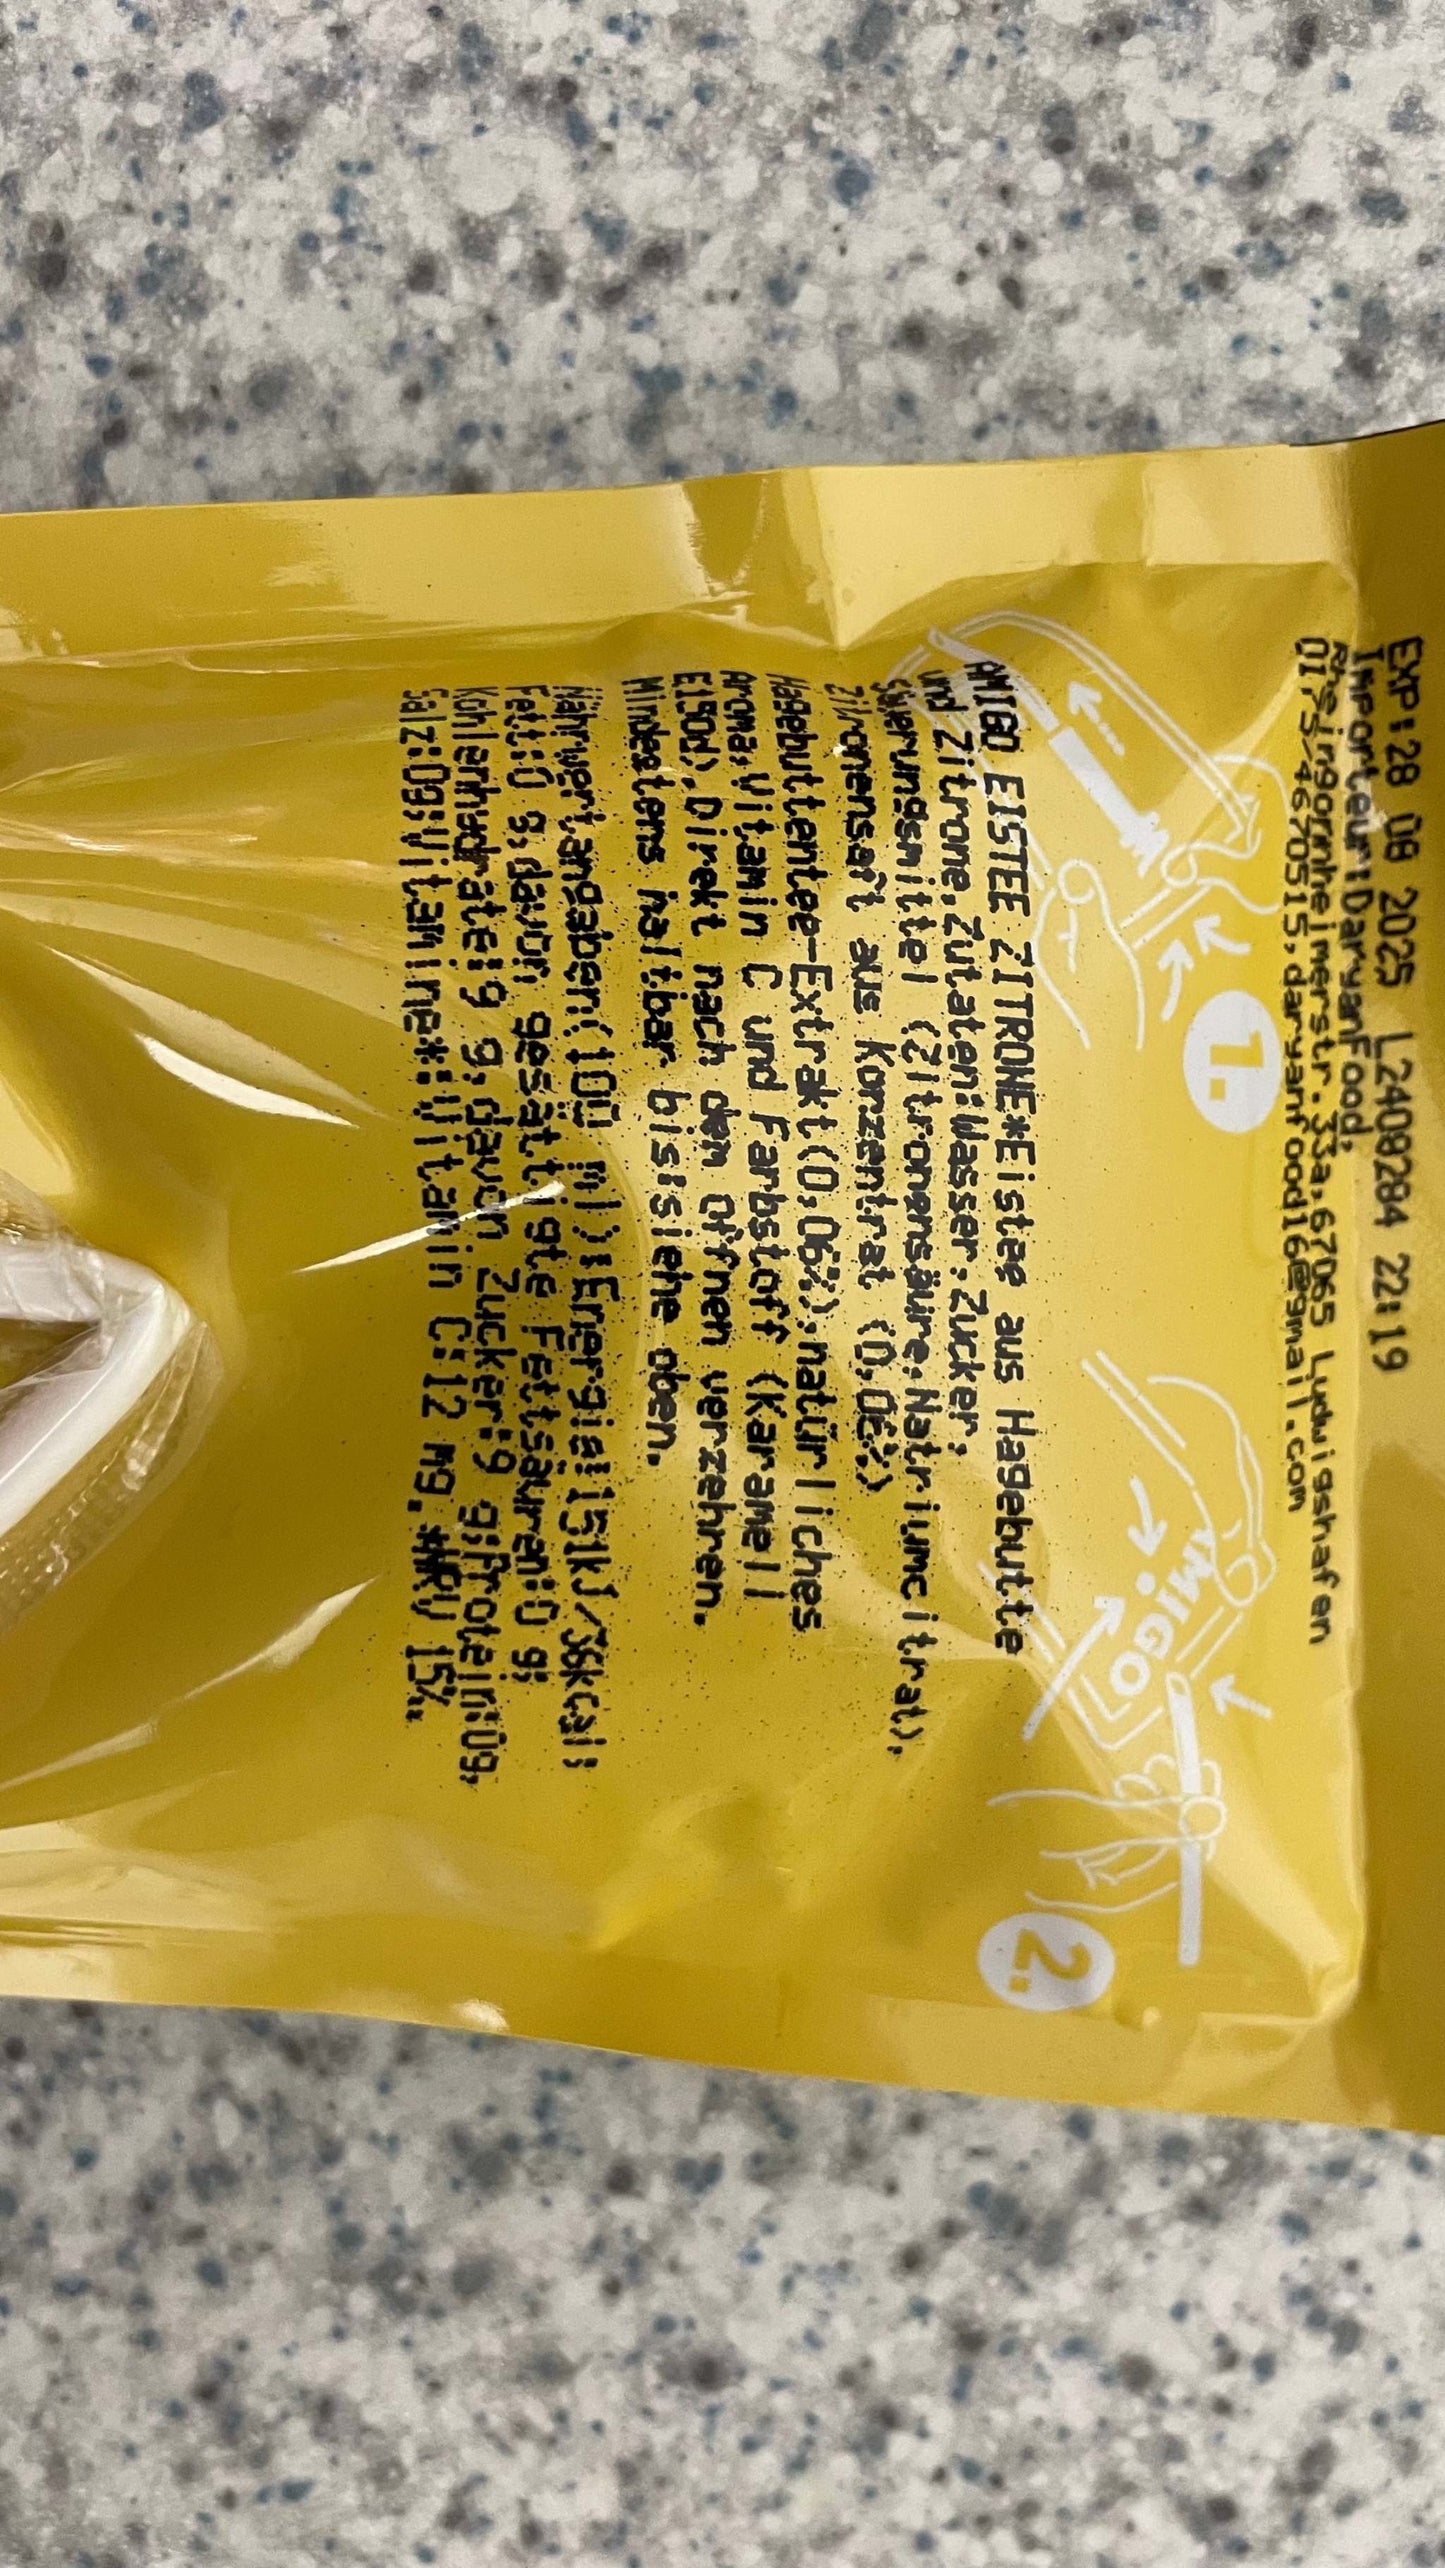 EXP:28 08 2025 L2408284 22:19
Importeur:DaryanFood,
Rheingornheimerstr.33a,67065 Ludwigshafen
0175/4670515,daryanfood16@gmail.com
1.
2.
AMIGO
AMIGO EISTEE ZITRONE*Eistee aus Hagebutte
und Zitrone,Zutaten:Wasser;Zucker;
Säuerungsmittel (Zitronensäure,Natriumcitrat),
Zitronensaft aus Konzentrat (0,06%)
Hagebuttentee-Extrakt(0,06%),natürliches
Aroma,Vitamin C und Farbstoff (Karamell
E150d),Direkt nach dem Öffnen verzehren.
Mindestens haltbar bis:siehe oben.
Nährwertangaben(100 ml):Energie:151kJ/36kcal;
Fett:0 g,davon gesättigte Fettsäuren:0 g;
Kohlenhydrate:9 g,davon Zucker:9 g;Protein:0g,
Salz:0g;Vitamine*:Vitamin C:12 mg,*NRV 15%.